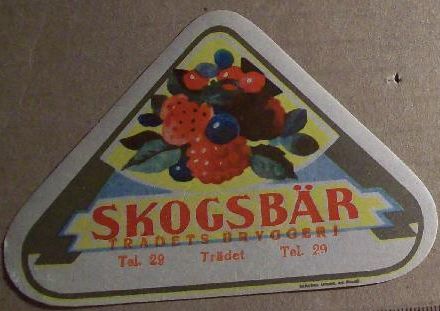 SKOGSBÄR
TRÄDETS BRYGGERI
Tel. 29 Trädet Tel. 29